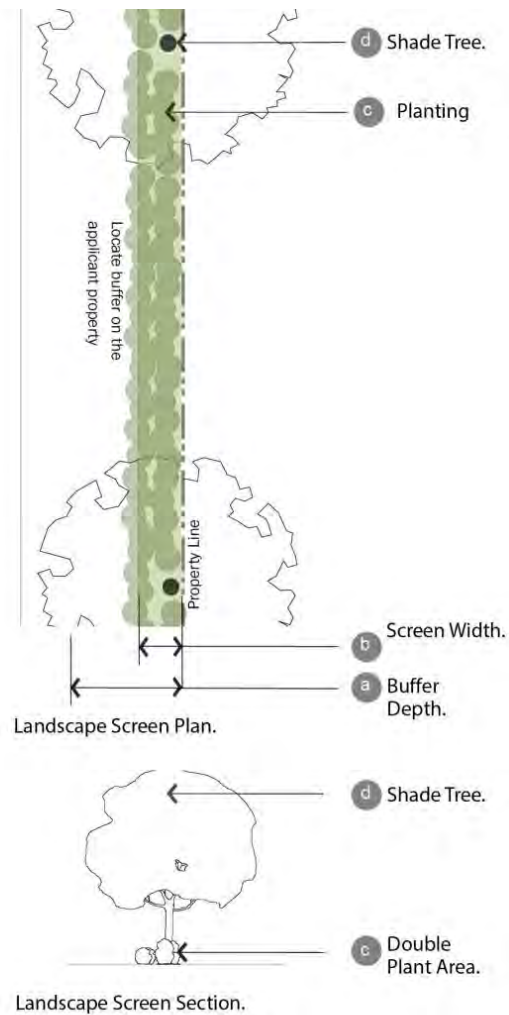 d Shade Tree.
c Planting
Locate buffer on the
applicant property
Property Line
b Screen Width.
a Buffer
Depth.
Landscape Screen Plan.
d Shade Tree.
c Double
Plant Area.
Landscape Screen Section.